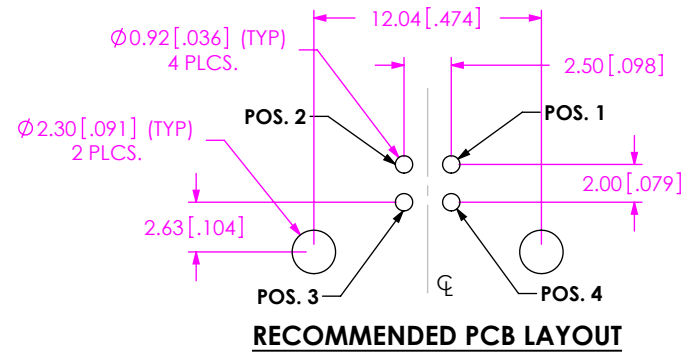 12.04 [.474]
Ø0.92 [.036] (TYP)
4 PLCS.
2.50 [.098]
POS. 2
POS. 1
Ø2.30 [.091] (TYP)
2 PLCS.
2.00 [.079]
2.63 [.104]
POS. 3
℄
POS. 4
RECOMMENDED PCB LAYOUT